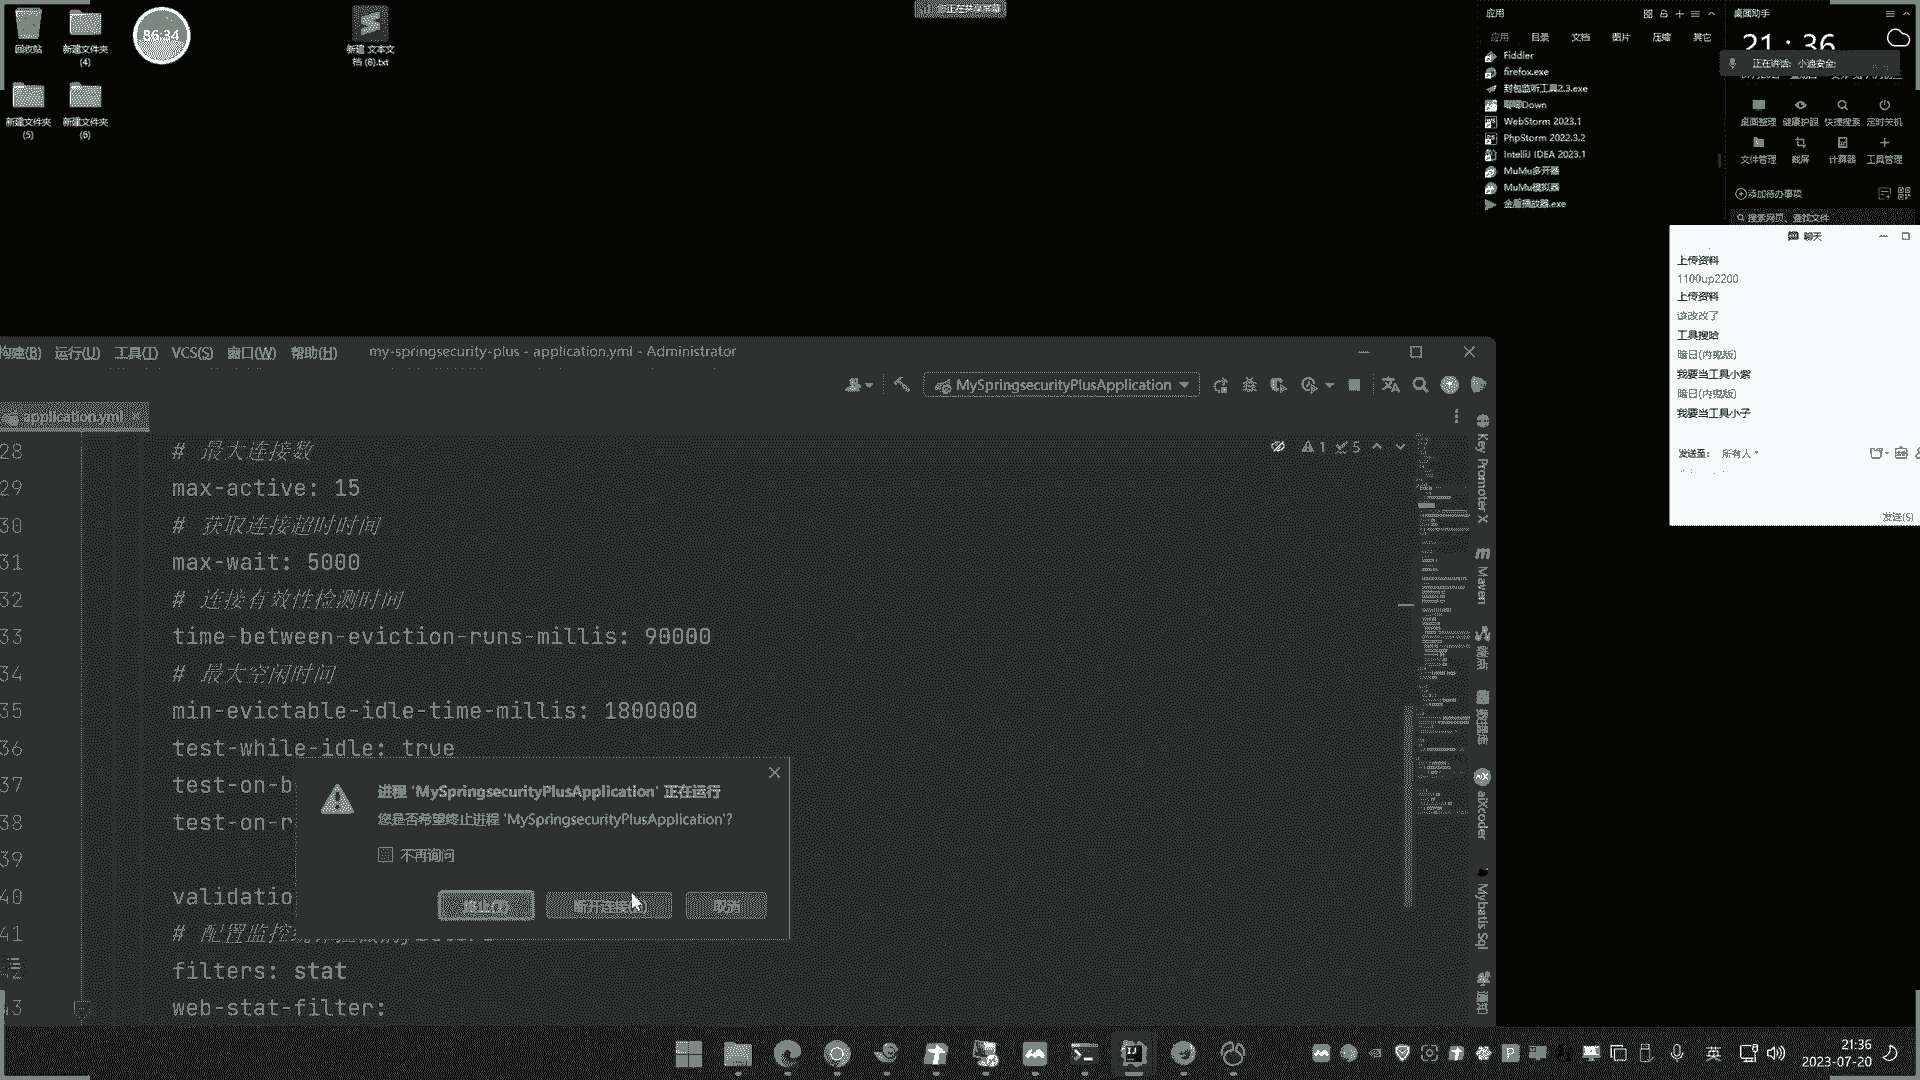 您正在共享屏幕
回收站
新建文件夹
(4)
86:34
新建 文本文
档 (8).txt
新建文件夹
(5)
新建文件夹
(6)
应用
应用 目录 文档 图片 压缩 其它
Fiddler
firefox.exe
封包监听工具2.3.exe
WebStorm 2023.1
PhpStorm 2022.3.2
IntelliJ IDEA 2023.1
MuMu多开器
MuMu模拟器
金盾播放器.exe
桌面助手
21 : 36
正在讲话: 小迪安全;
桌面整理 健康护眼 快捷搜索 定时关机
文件管理 截屏 计算器 工具管理
添加待办事项
搜索网页、查找文件
聊天
上传资料
1100up2200
上传资料
该改改了
工具搜哈
暗日(内鬼版)
我要当工具小紫
暗日(内鬼版)
我要当工具小子
发送至: 所有人
发送(S)
构建(B) 运行(U) 工具(T) VCS(S) 窗口(W) 帮助(H) my-springsecurity-plus - application.yml - Administrator
MySpringsecurityPlusApplication
application.yml
1 5
28 # 最大连接数
29 max-active: 15
30 # 获取连接超时时间
31 max-wait: 5000
32 # 连接有效性检测时间
33 time-between-eviction-runs-millis: 90000
34 # 最大空闲时间
35 min-evictable-idle-time-millis: 1800000
36 test-while-idle: true
37 test-on-b
38 test-on-r
39
40 validatio
41 # 配置监控
42 filters: stat
43 web-stat-filter:
进程 'MySpringsecurityPlusApplication' 正在运行
您是否希望终止进程 'MySpringsecurityPlusApplication'?
不再询问
终止(T) 断开连接 取消
Key Promoter X
Maven
端点
数据库
aiXcoder
Mybatis Sql
通知
英
21:36
2023-07-20